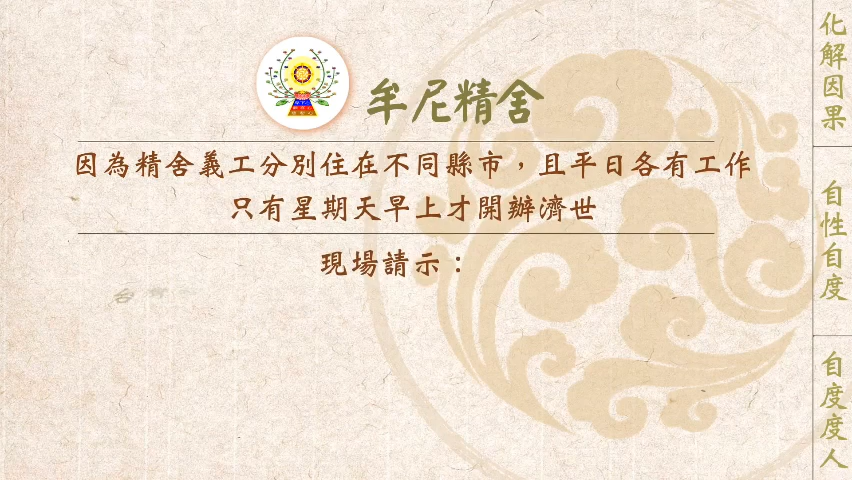 牟尼精舍
因為精舍義工分別住在不同縣市，且平日各有工作
只有星期天早上才開辦濟世
現場請示：
化解因果
自性自度
自度度人